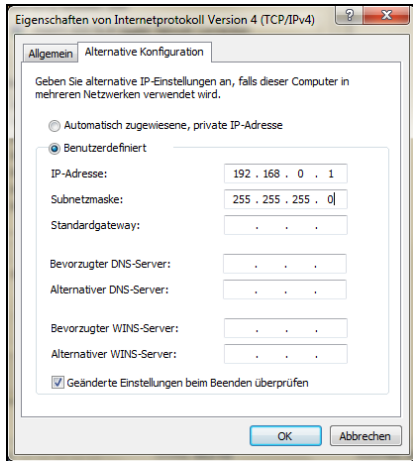 Eigenschaften von Internetprotokoll Version 4 (TCP/IPv4)
Allgemein
Alternative Konfiguration
Geben Sie alternative IP-Einstellungen an, falls dieser Computer in
mehreren Netzwerken verwendet wird.
Automatisch zugewiesene, private IP-Adresse
Benutzerdefiniert
IP-Adresse: 192 . 168 . 0 . 1
Subnetzmaske: 255 . 255 . 255 . 0
Standardgateway: . . .
Bevorzugter DNS-Server: . . .
Alternativer DNS-Server: . . .
Bevorzugter WINS-Server: . . .
Alternativer WINS-Server: . . .
Geänderte Einstellungen beim Beenden überprüfen
OK Abbrechen